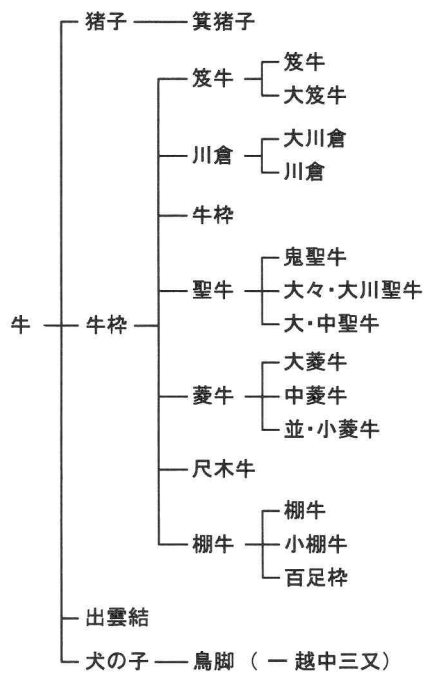 牛
猪子
箕猪子
牛枠
笈牛
笈牛
大笈牛
川倉
大川倉
川倉
牛枠
聖牛
鬼聖牛
大々・大川聖牛
大・中聖牛
菱牛
大菱牛
中菱牛
並・小菱牛
尺木牛
棚牛
棚牛
小棚牛
百足枠
出雲結
犬の子
鳥脚 （ 一 越中三又）